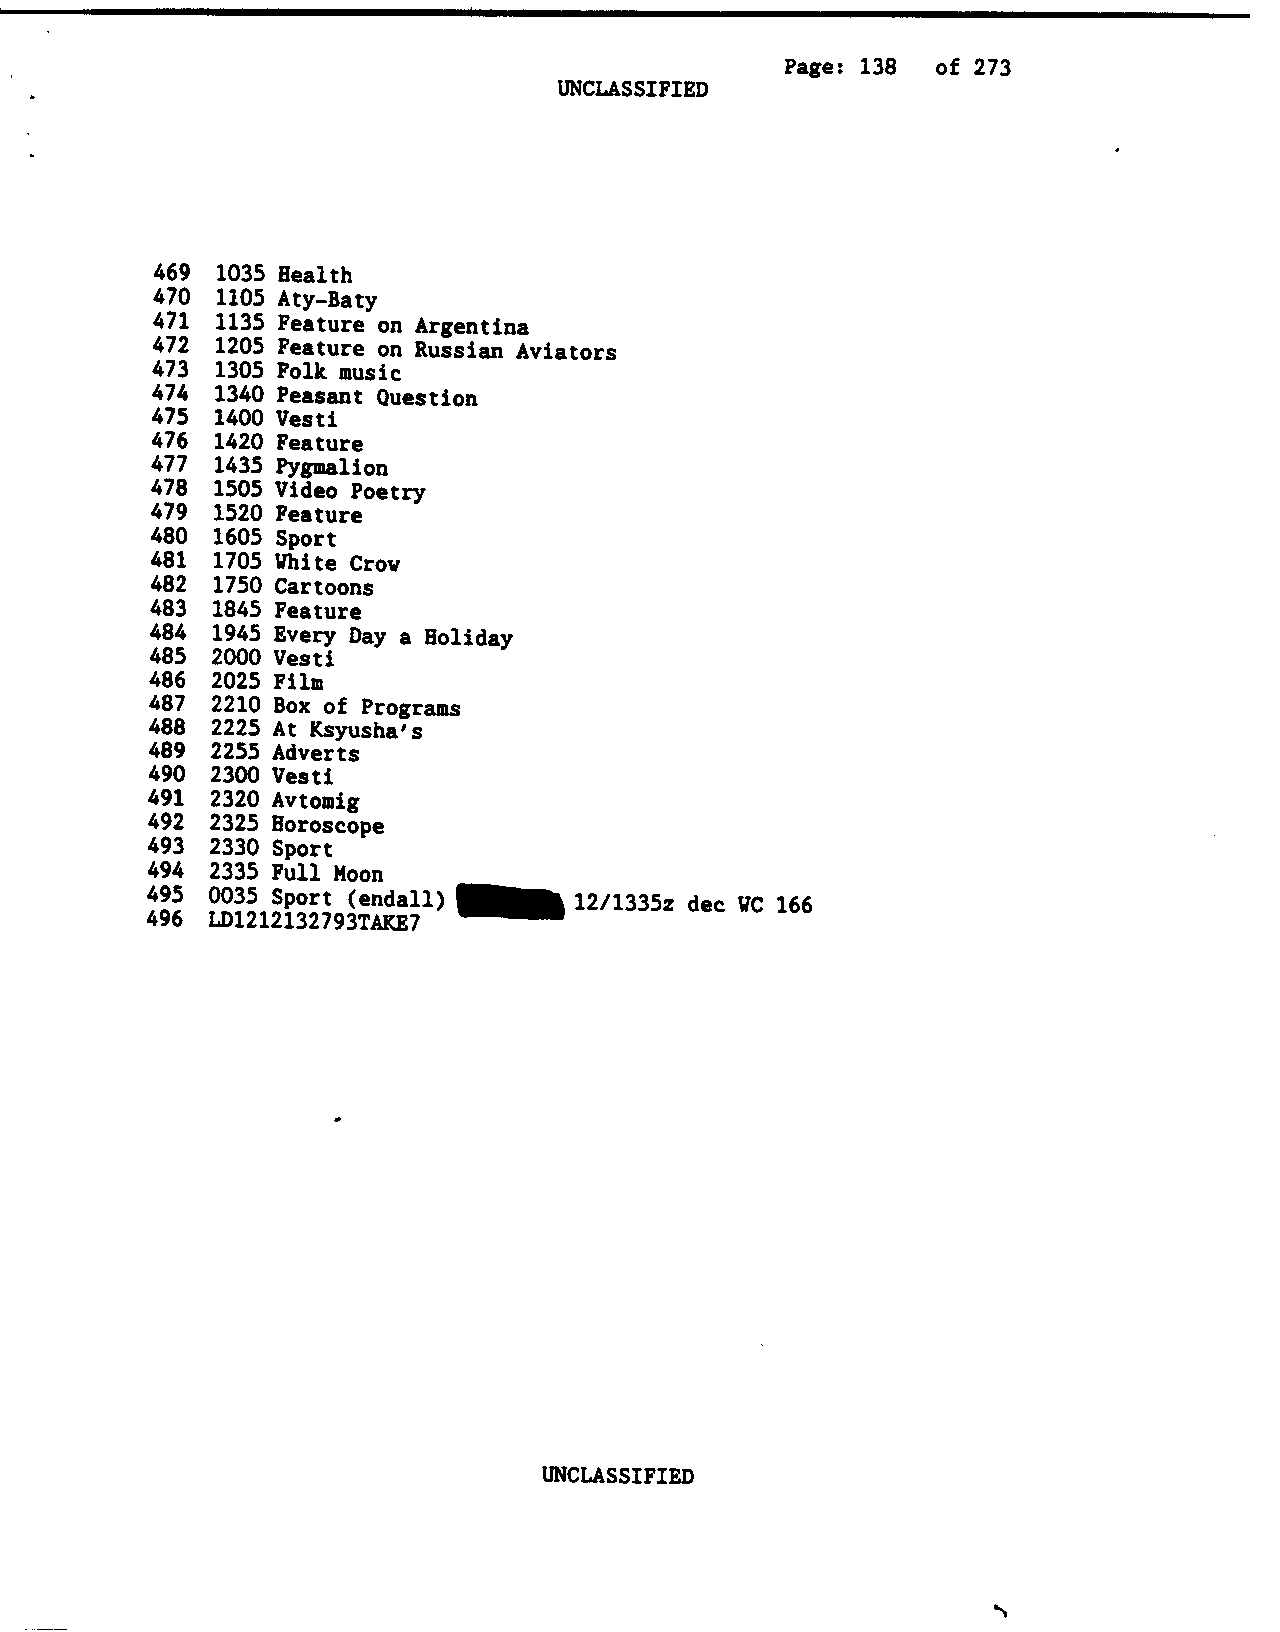 Page: 138 of 273
UNCLASSIFIED
469 1035 Health
470 1105 Aty-Baty
471 1135 Feature on Argentina
472 1205 Feature on Russian Aviators
473 1305 Folk music
474 1340 Peasant Question
475 1400 Vesti
476 1420 Feature
477 1435 Pygmalion
478 1505 Video Poetry
479 1520 Feature
480 1605 Sport
481 1705 White Crow
482 1750 Cartoons
483 1845 Feature
484 1945 Every Day a Holiday
485 2000 Vesti
486 2025 Film
487 2210 Box of Programs
488 2225 At Ksyusha's
489 2255 Adverts
490 2300 Vesti
491 2320 Avtomig
492 2325 Horoscope
493 2330 Sport
494 2335 Full Moon
495 0035 Sport (endall) 12/1335z dec WC 166
496 LD1212132793TAKE7
UNCLASSIFIED